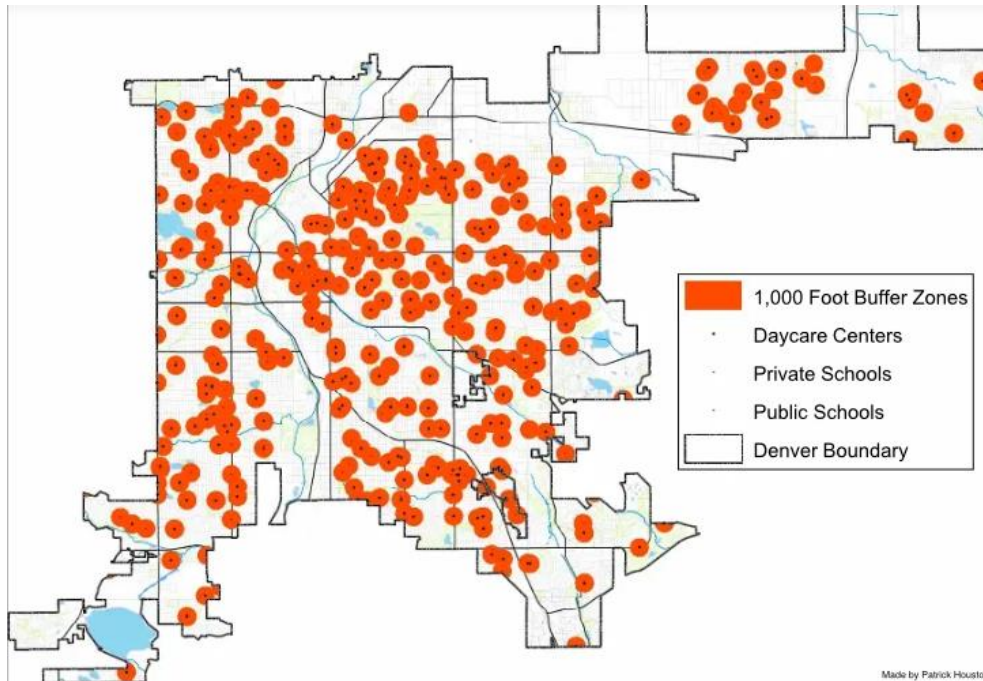 1,000 Foot Buffer Zones
Daycare Centers
Private Schools
Public Schools
Denver Boundary
Made by Patrick Housto